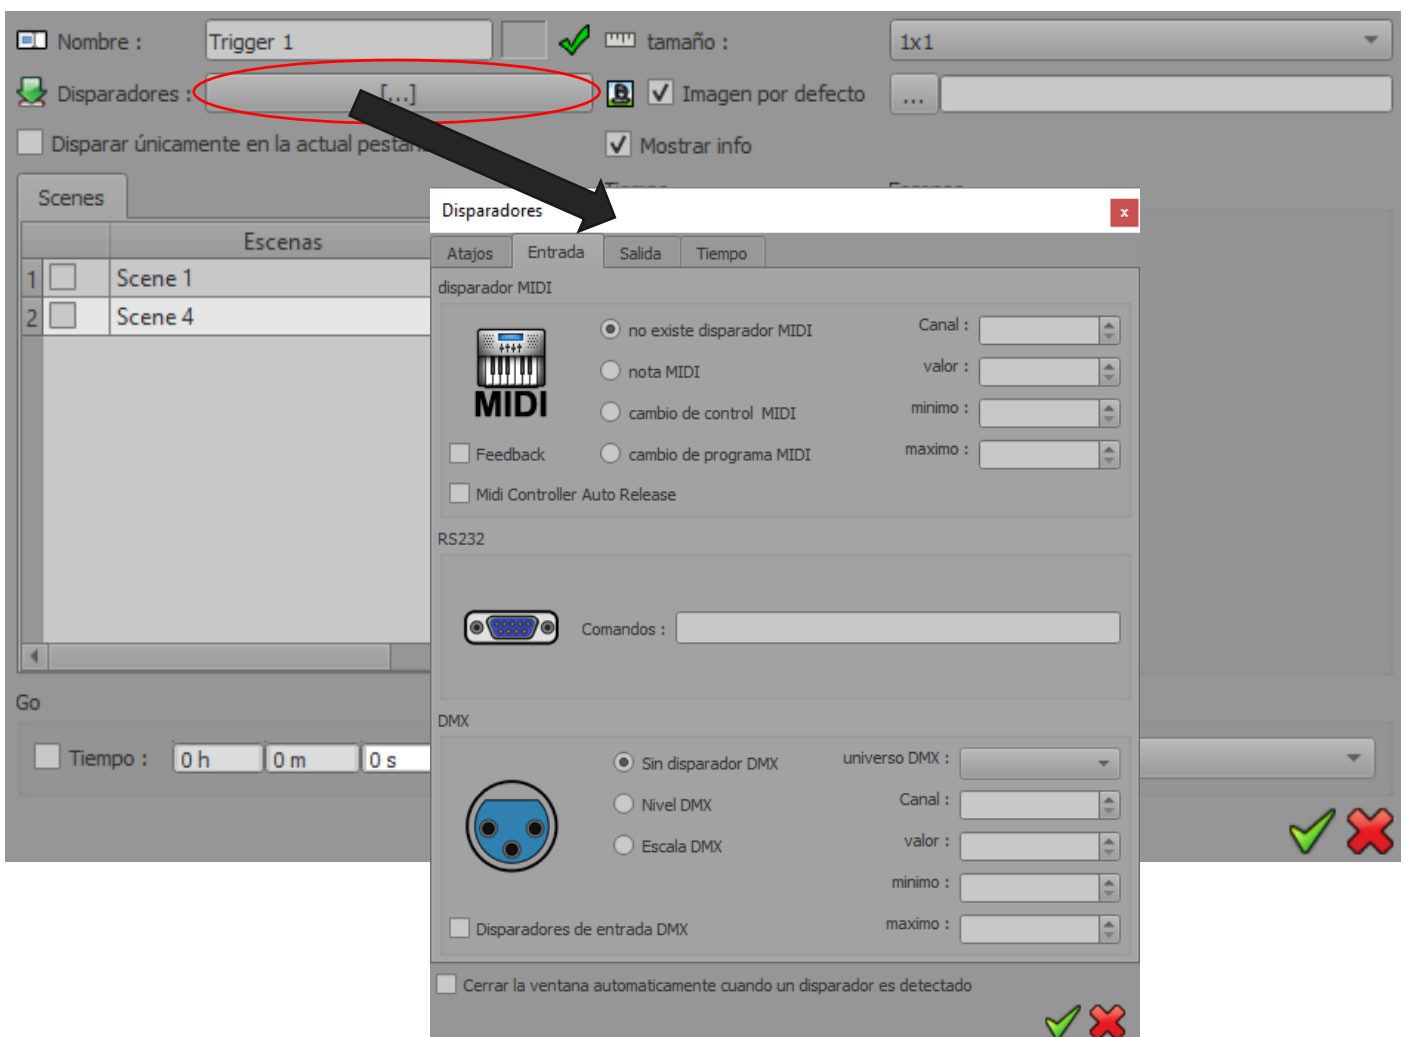 Nombre :
Trigger 1
tamaño :
1x1
Disparadores :
[...]
Imagen por defecto
...
Disparar únicamente en la actual
Mostrar info
Scenes
Escenas
1 Scene 1
2 Scene 4
Go
Tiempo :
0 h
0 m
0 s
Disparadores
x
Atajos
Entrada
Salida
Tiempo
disparador MIDI
MIDI
no existe disparador MIDI
nota MIDI
cambio de control MIDI
cambio de programa MIDI
Canal :
valor :
minimo :
maximo :
Feedback
Midi Controller Auto Release
RS232
Comandos :
DMX
Sin disparador DMX
Nivel DMX
Escala DMX
universo DMX :
Canal :
valor :
minimo :
maximo :
Disparadores de entrada DMX
Cerrar la ventana automaticamente cuando un disparador es detectado